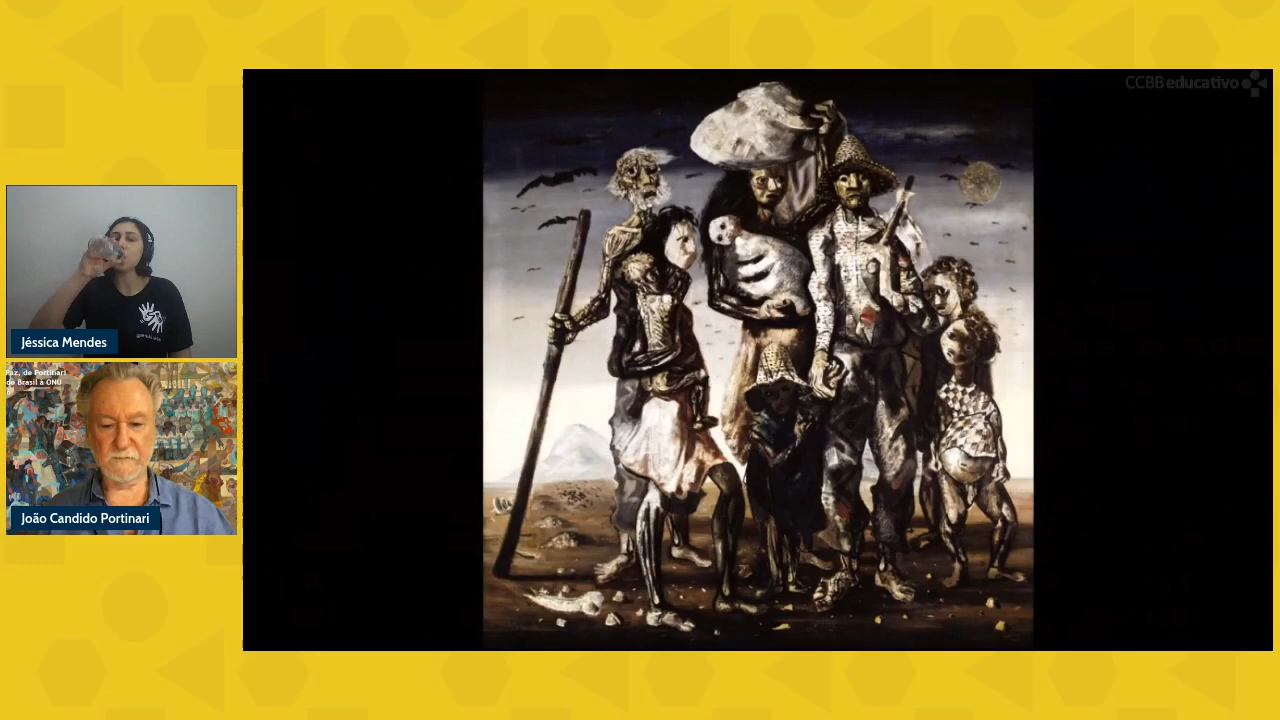 CCBB educativo
Jéssica Mendes
Paz, de Portinari
do Brasil à ONU
João Candido Portinari